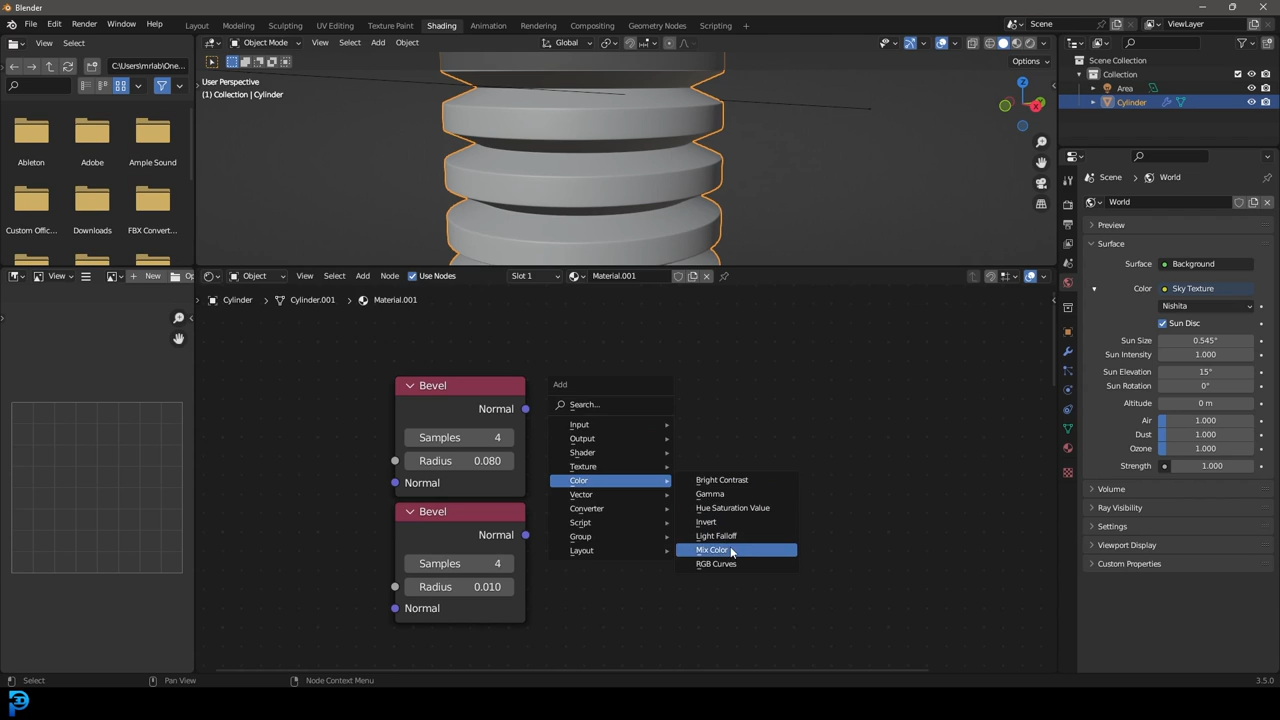 Blender
File Edit Render Window Help
Layout Modeling Sculpting UV Editing Texture Paint Shading Animation Rendering Compositing Geometry Nodes Scripting
Scene
ViewLayer
View Select
C:\Users\mrlab\One...
Ableton Adobe Ample Sound
Custom Offic... Downloads FBX Convert...
Object Mode View Select Add Object
Global
Options
User Perspective
(1) Collection | Cylinder
X
Scene Collection
Collection
Area
Cylinder
View
New
Op
Object View Select Add Node Use Nodes Slot 1 Material.001
Cylinder > Cylinder.001 > Material.001
Bevel
Normal
Samples 4
Radius 0.080
Normal
Bevel
Normal
Samples 4
Radius 0.010
Normal
Add
Search...
Input
Output
Shader
Texture
Color
Vector
Converter
Script
Group
Layout
Bright Contrast
Gamma
Hue Saturation Value
Invert
Light Falloff
Mix Color
RGB Curves
Scene > World
World
Preview
Surface
Surface Background
Color Sky Texture
Nishita
Sun Disc
Sun Size 0.545°
Sun Intensity 1.000
Sun Elevation 15°
Sun Rotation 0°
Altitude 0 m
Air 1.000
Dust 1.000
Ozone 1.000
Strength 1.000
Volume
Ray Visibility
Settings
Viewport Display
Custom Properties
Select
Pan View
Node Context Menu
3.5.0